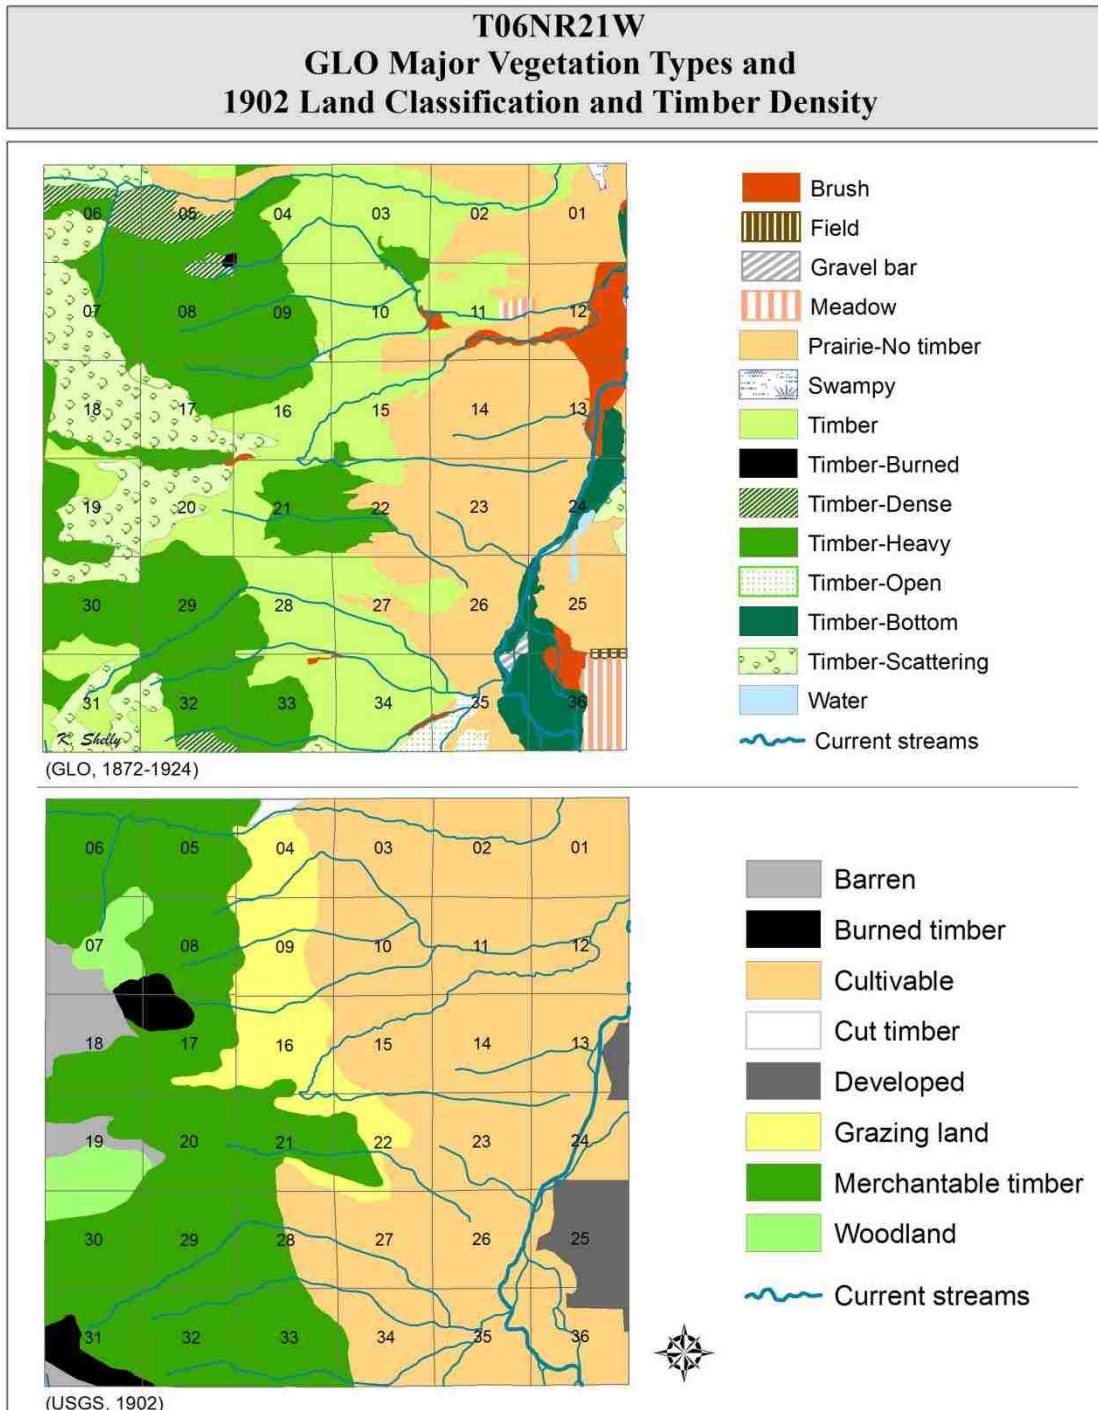 T06NR21W
GLO Major Vegetation Types and
1902 Land Classification and Timber Density
06 05 04 03 02 01
07 08 09 10 11 12
18 17 16 15 14 13
19 20 21 22 23 24
30 29 28 27 26 25
31 32 33 34 35 36
K. Shelly
(GLO, 1872-1924)
Brush
Field
Gravel bar
Meadow
Prairie-No timber
Swampy
Timber
Timber-Burned
Timber-Dense
Timber-Heavy
Timber-Open
Timber-Bottom
Timber-Scattering
Water
Current streams
06 05 04 03 02 01
07 08 09 10 11 12
18 17 16 15 14 13
19 20 21 22 23 24
30 29 28 27 26 25
31 32 33 34 35 36
(USGS, 1902)
Barren
Burned timber
Cultivable
Cut timber
Developed
Grazing land
Merchantable timber
Woodland
Current streams